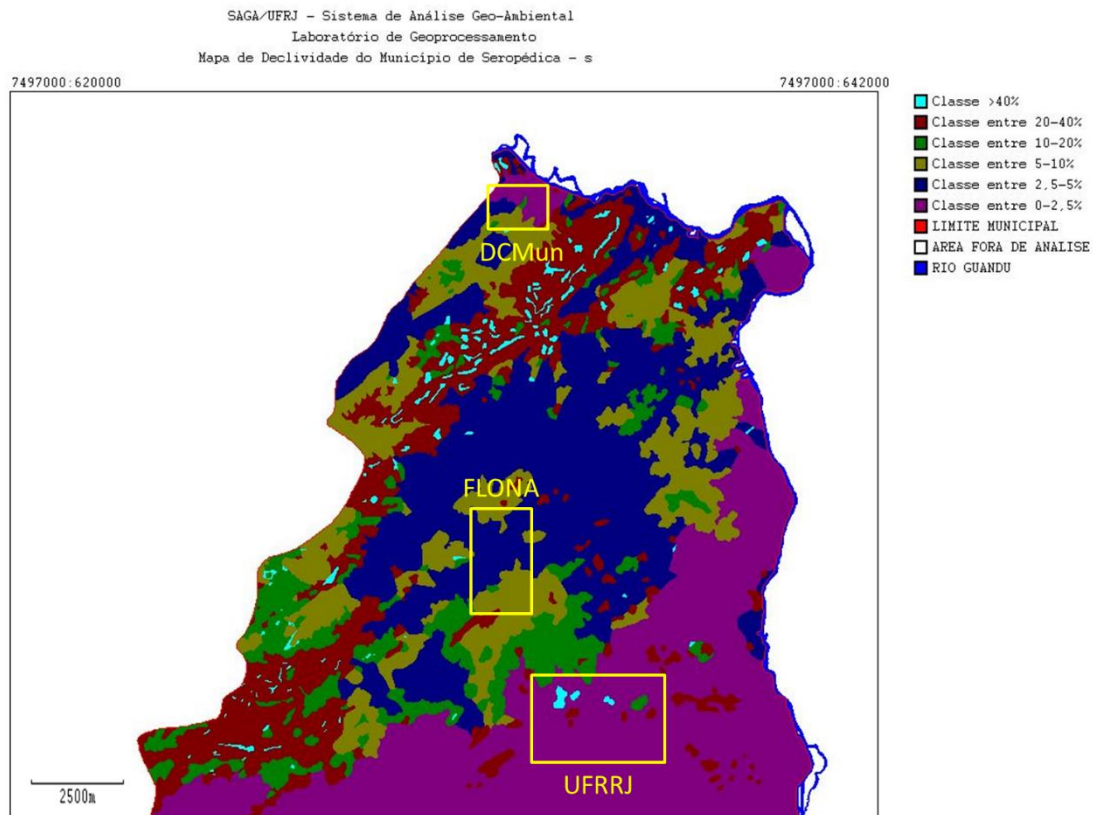 SAGA/UFRJ - Sistema de Análise Geo-Ambiental
Laboratório de Geoprocessamento
Mapa de Declividade do Município de Seropédica - s
7497000:620000
7497000:642000
Classe >40%
Classe entre 20-40%
Classe entre 10-20%
Classe entre 5-10%
Classe entre 2,5-5%
Classe entre 0-2,5%
LIMITE MUNICIPAL
AREA FORA DE ANALISE
RIO GUANDU
DCMun
FLONA
UFRRJ
2500m